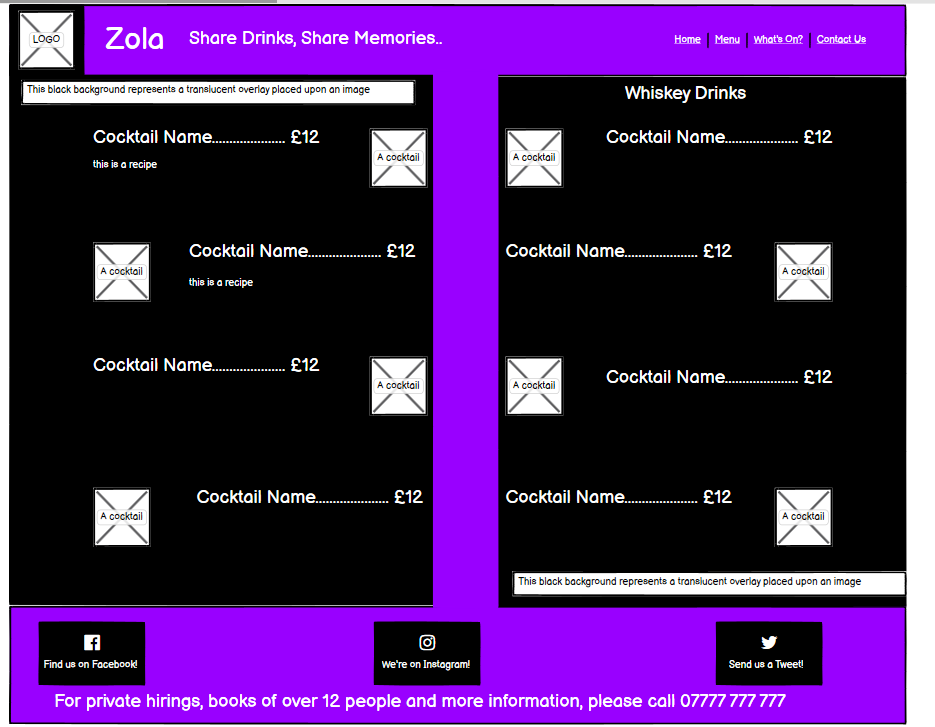 LOGO
Zola
Share Drinks, Share Memories..
Home | Menu | What's On? | Contact Us
This black background represents a translucent overlay placed upon an image
Cocktail Name..................... £12
this is a recipe
A cocktail
A cocktail
Cocktail Name..................... £12
this is a recipe
Cocktail Name..................... £12
A cocktail
A cocktail
Cocktail Name..................... £12
Whiskey Drinks
A cocktail
Cocktail Name..................... £12
Cocktail Name..................... £12
A cocktail
A cocktail
Cocktail Name..................... £12
Cocktail Name..................... £12
A cocktail
This black background represents a translucent overlay placed upon an image
Find us on Facebook!
We're on Instagram!
Send us a Tweet!
For private hirings, books of over 12 people and more information, please call 07777 777 777